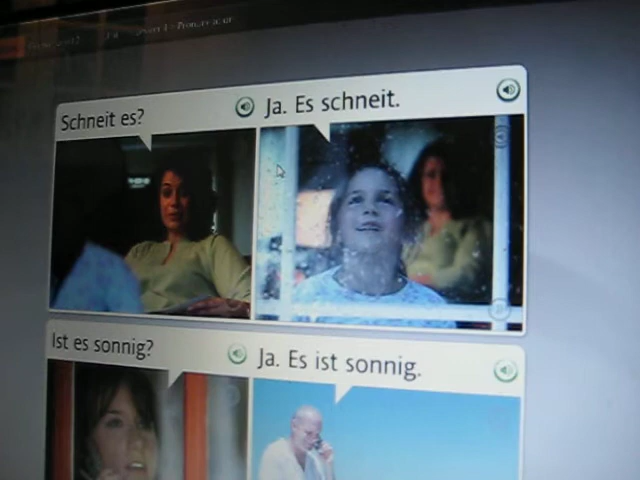 Schneit es?
Ja. Es schneit.
Ist es sonnig?
Ja. Es ist sonnig.